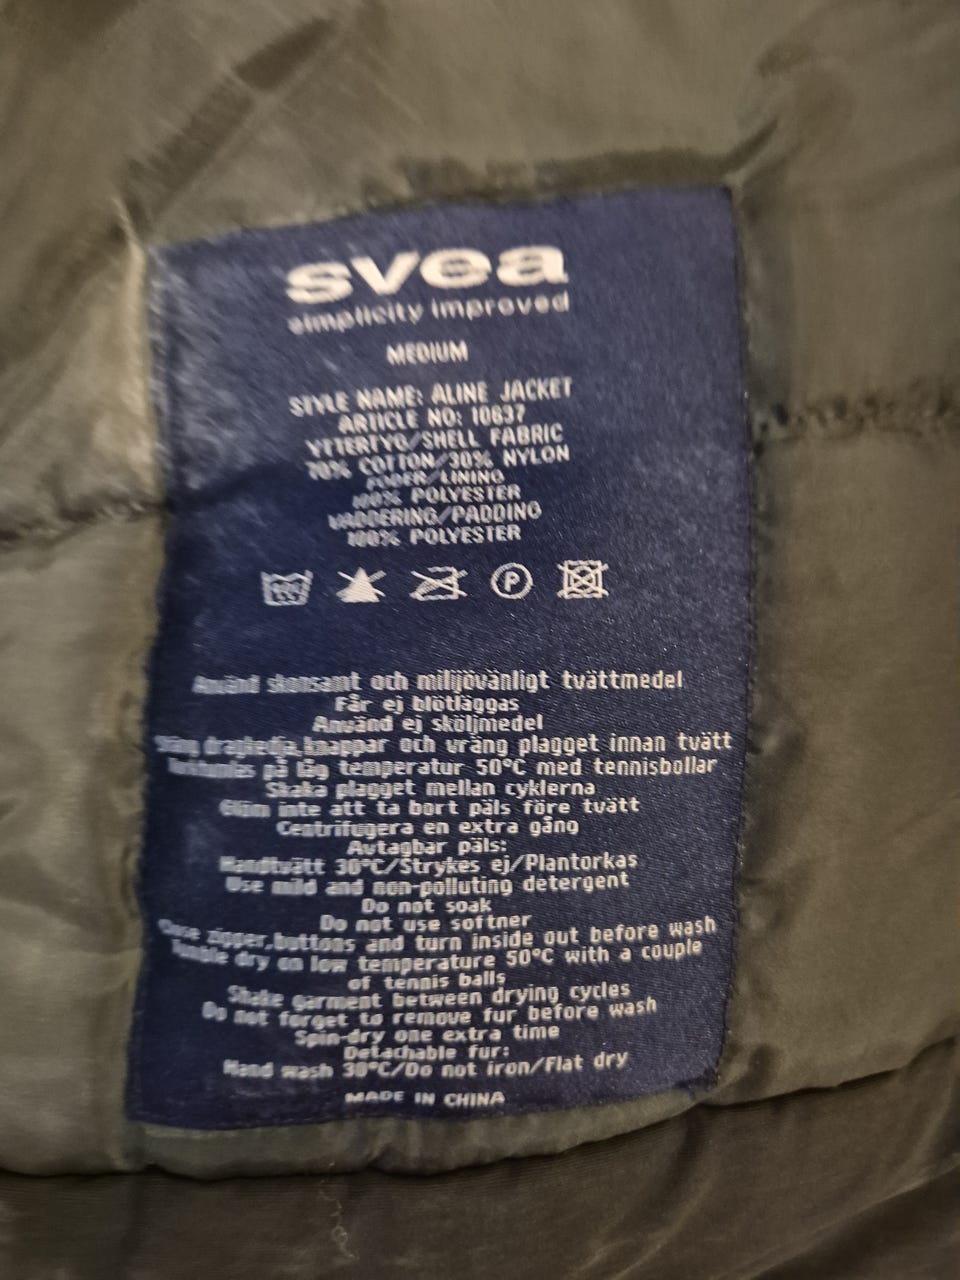 svea
simplicity improved
MEDIUM
STYLE NAME: ALINE JACKET
ARTICLE NO: 10637
YTTERTYG/SHELL FABRIC
70% COTTON/30% NYLON
FODER/LINING
100% POLYESTER
VADDERING/PADDING
100% POLYESTER
P
Använd skonsamt och miljövänligt tvättmedel
Får ej blötläggas
Använd ej sköljmedel
Stäng dragkedja,knappar och vräng plagget innan tvätt
Torktumlas på låg temperatur 50°C med tennisbollar
Skaka plagget mellan cyklerna
Glöm inte att ta bort päls före tvätt
Centrifugera en extra gång
Avtagbar päls:
Handtvätt 30°C/Strykes ej/Plantorkas
Use mild and non-polluting detergent
Do not soak
Do not use softner
Close zipper,buttons and turn inside out before wash
Tumble dry on low temperature 50°C with a couple
of tennis balls
Shake garment between drying cycles
Do not forget to remove fur before wash
Spin-dry one extra time
Detachable fur:
Hand wash 30°C/Do not iron/Flat dry
MADE IN CHINA